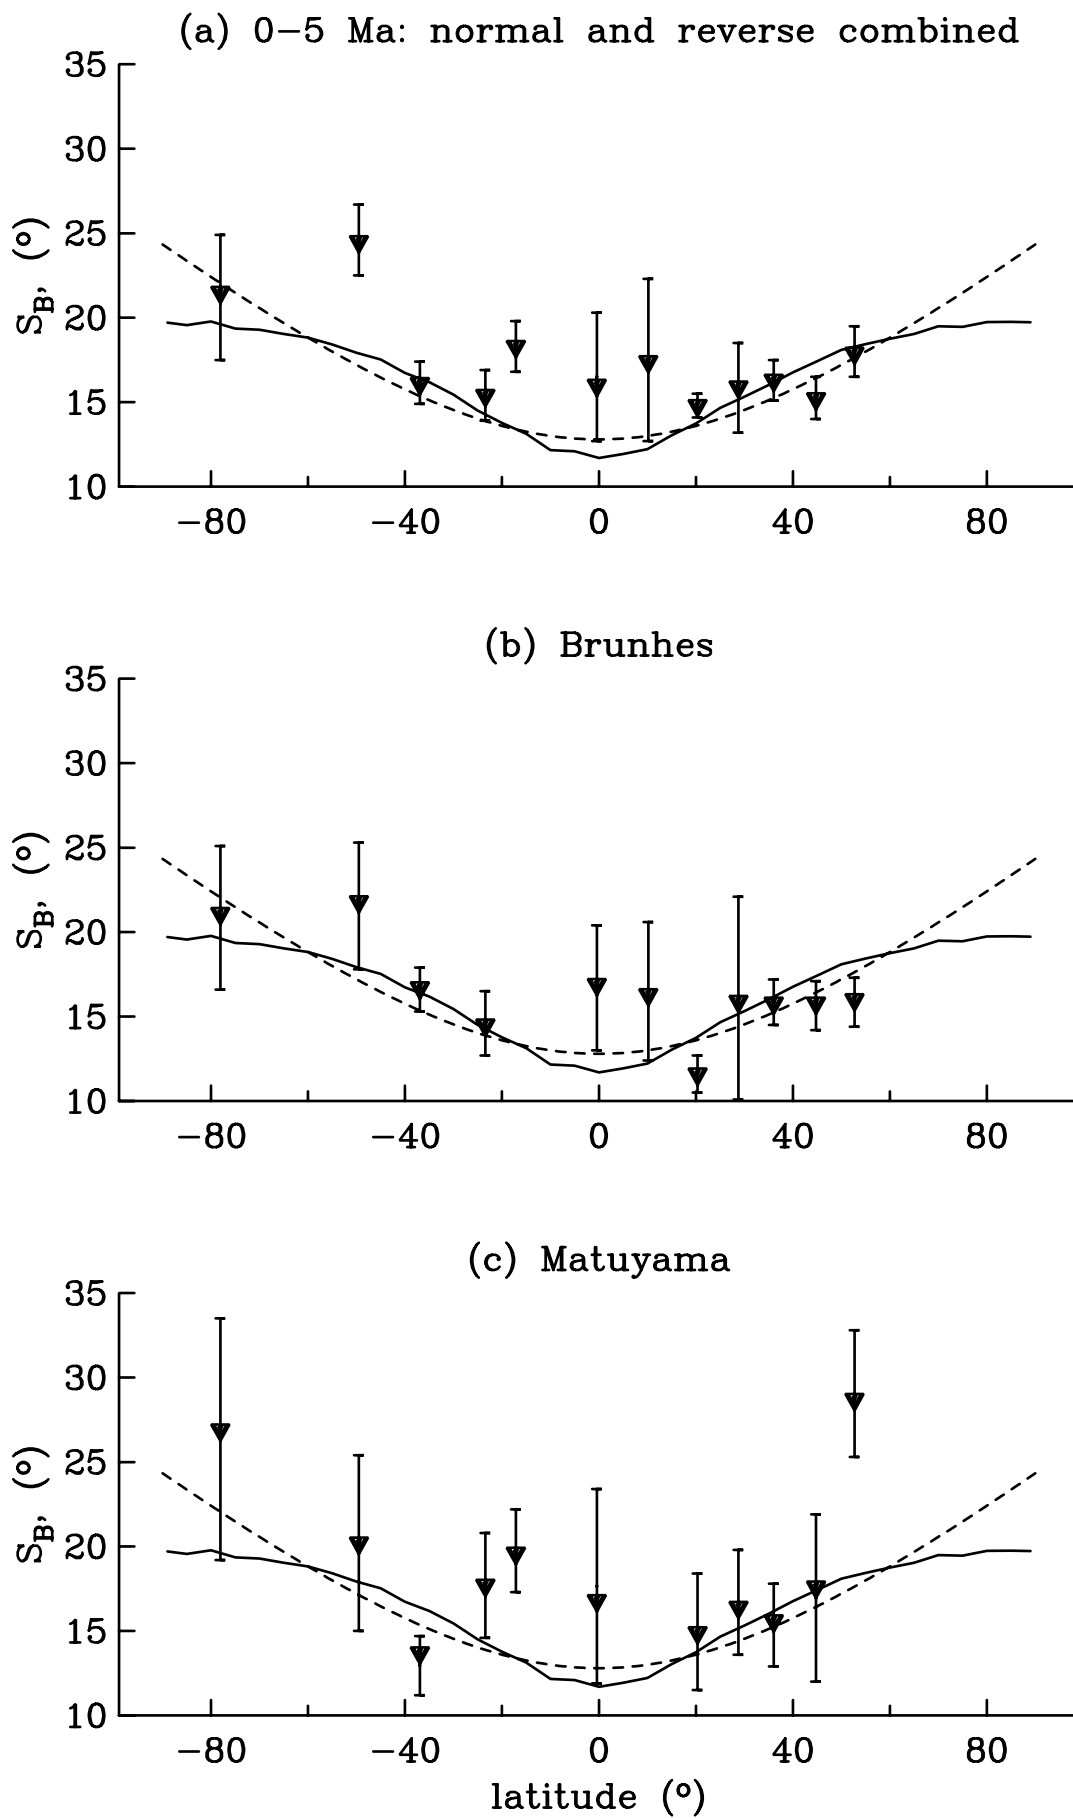 (a) 0−5 Ma: normal and reverse combined
35
30
25
20
15
10
S_B, (°)
−80 −40 0 40 80
(b) Brunhes
35
30
25
20
15
10
S_B, (°)
−80 −40 0 40 80
(c) Matuyama
35
30
25
20
15
10
S_B, (°)
−80 −40 0 40 80
latitude (°)